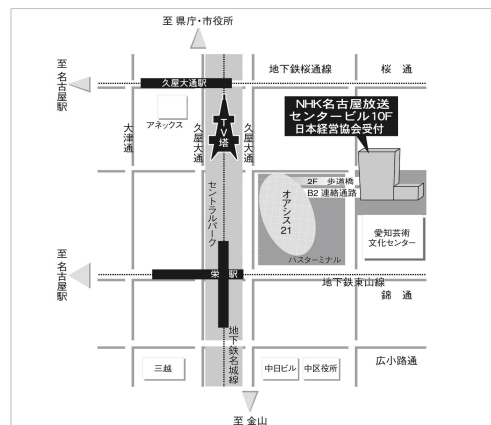 至 県庁・市役所
至 名古屋駅
久屋大通駅
地下鉄桜通線
桜 通
NHK名古屋放送
センタービル10F
日本経営協会受付
アネックス
大津通
久屋大通
TV塔
久屋大通
セントラルパーク
2F 歩道橋
B2 連絡通路
オアシス
21
愛知芸術
文化センター
バスターミナル
至 名古屋駅
栄 駅
地下鉄東山線
錦 通
地下鉄名城線
三越
中日ビル
中区役所
広小路通
至 金山